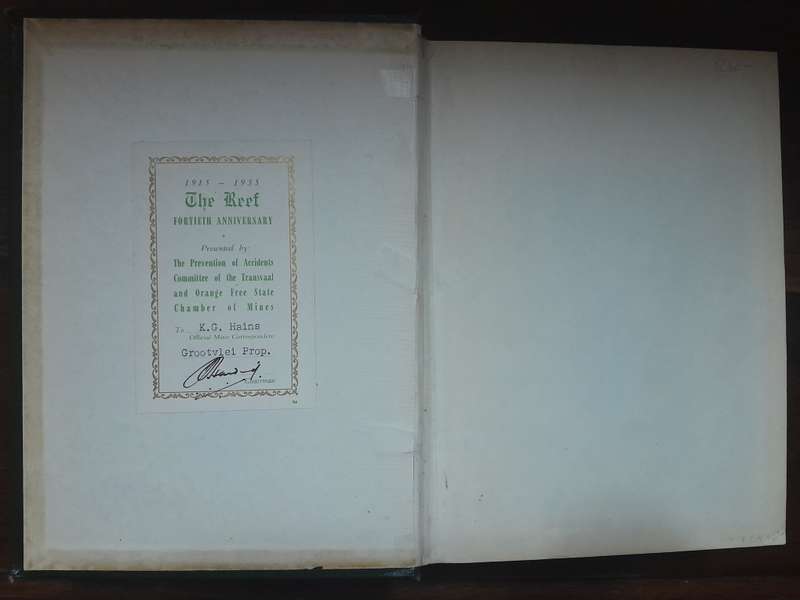 1915 – 1955
The Reef
FORTIETH ANNIVERSARY
Presented by:
The Prevention of Accidents
Committee of the Transvaal
and Orange Free State
Chamber of Mines
To K.G. Hains
Official Mine Correspondent
Grootvlei Prop.
Chairman